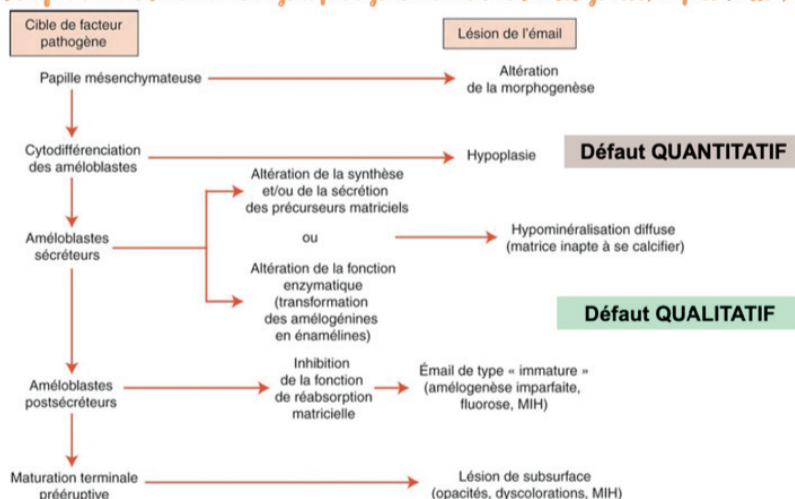 Cible de facteur
pathogène
Lésion de l'émail
Papille mésenchymateuse
Altération
de la morphogenèse
Cytodifférenciation
des améloblastes
Hypoplasie
Défaut QUANTITATIF
Altération de la synthèse
et/ou de la sécrétion
des précurseurs matriciels
Améloblastes
sécréteurs
ou
Hypominéralisation diffuse
(matrice inapte à se calcifier)
Altération de la fonction
enzymatique
(transformation
des amélogénines
en énamélines)
Défaut QUALITATIF
Améloblastes
postsécréteurs
Inhibition
de la fonction
de réabsorption
matricielle
Émail de type « immature »
(amélogenèse imparfaite,
fluorose, MIH)
Maturation terminale
prééruptive
Lésion de subsurface
(opacités, dyscolorations, MIH)